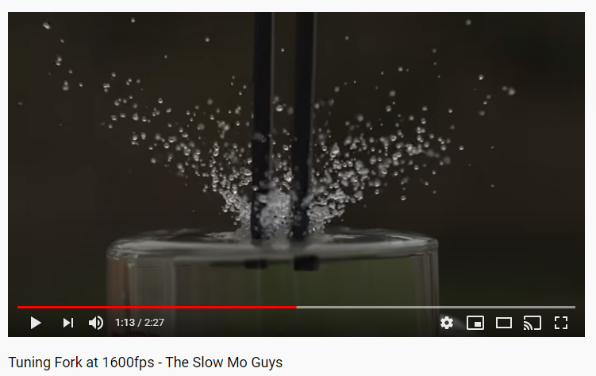 1:13 / 2:27
Tuning Fork at 1600fps - The Slow Mo Guys